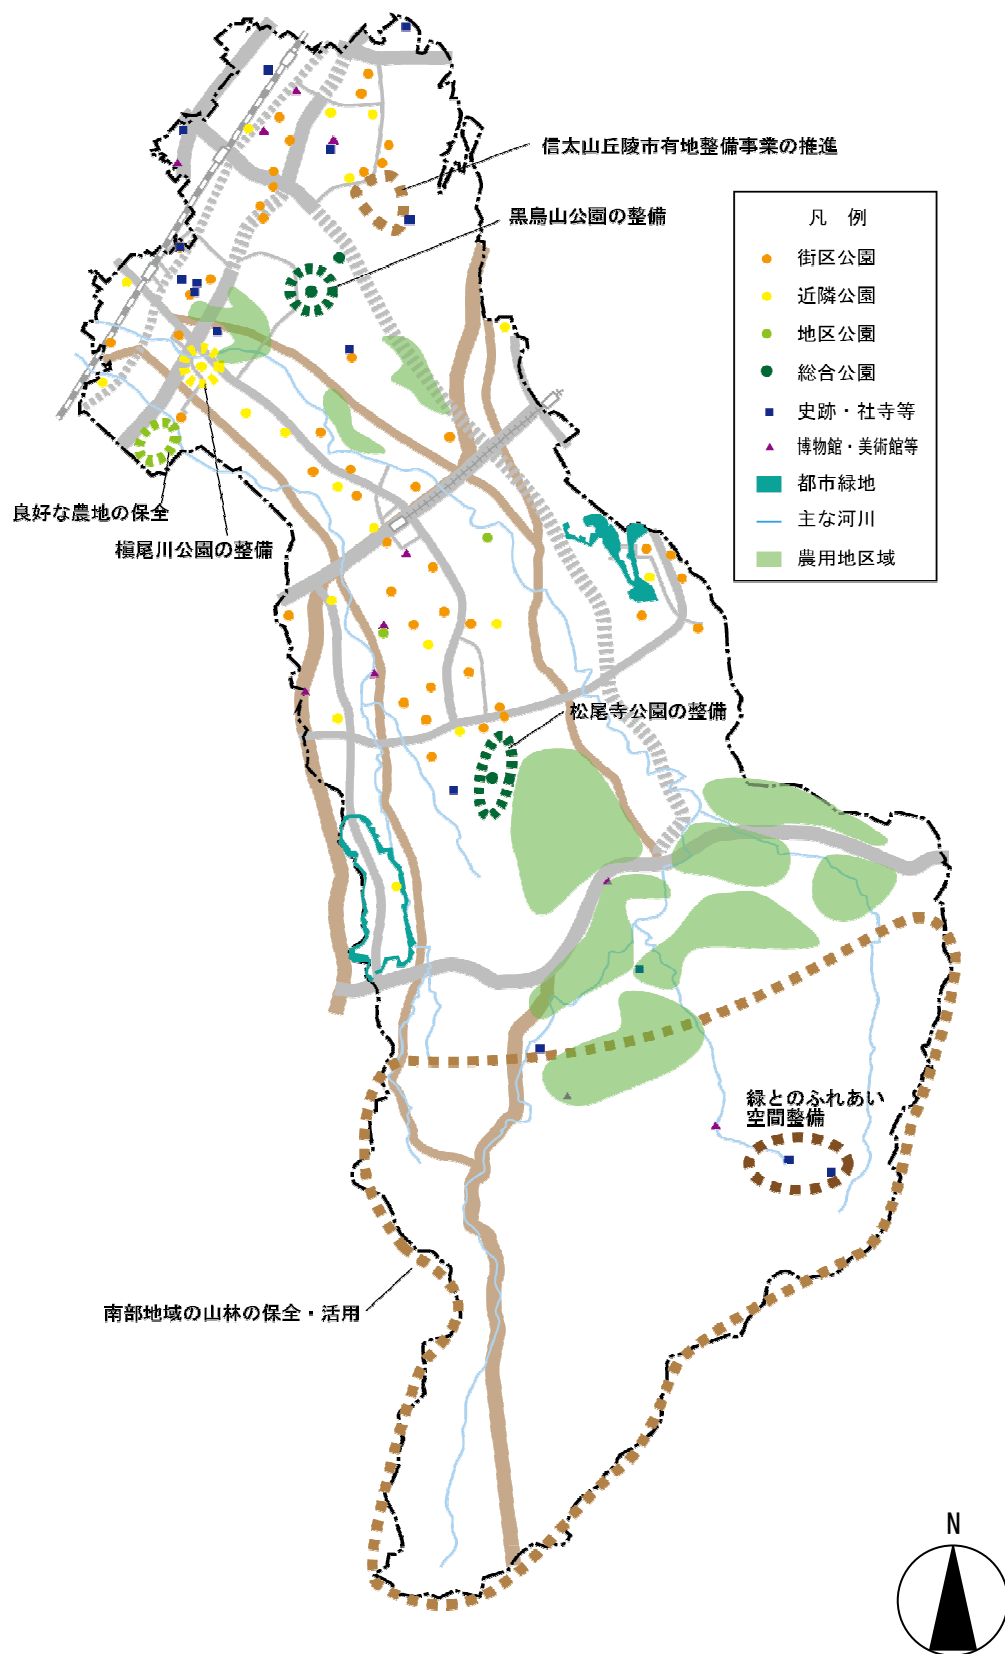 信太山丘陵市有地整備事業の推進
黒鳥山公園の整備
凡 例
街区公園
近隣公園
地区公園
総合公園
史跡・社寺等
博物館・美術館等
都市緑地
主な河川
農用地区域
良好な農地の保全
槇尾川公園の整備
松尾寺公園の整備
緑とのふれあい
空間整備
南部地域の山林の保全・活用
N